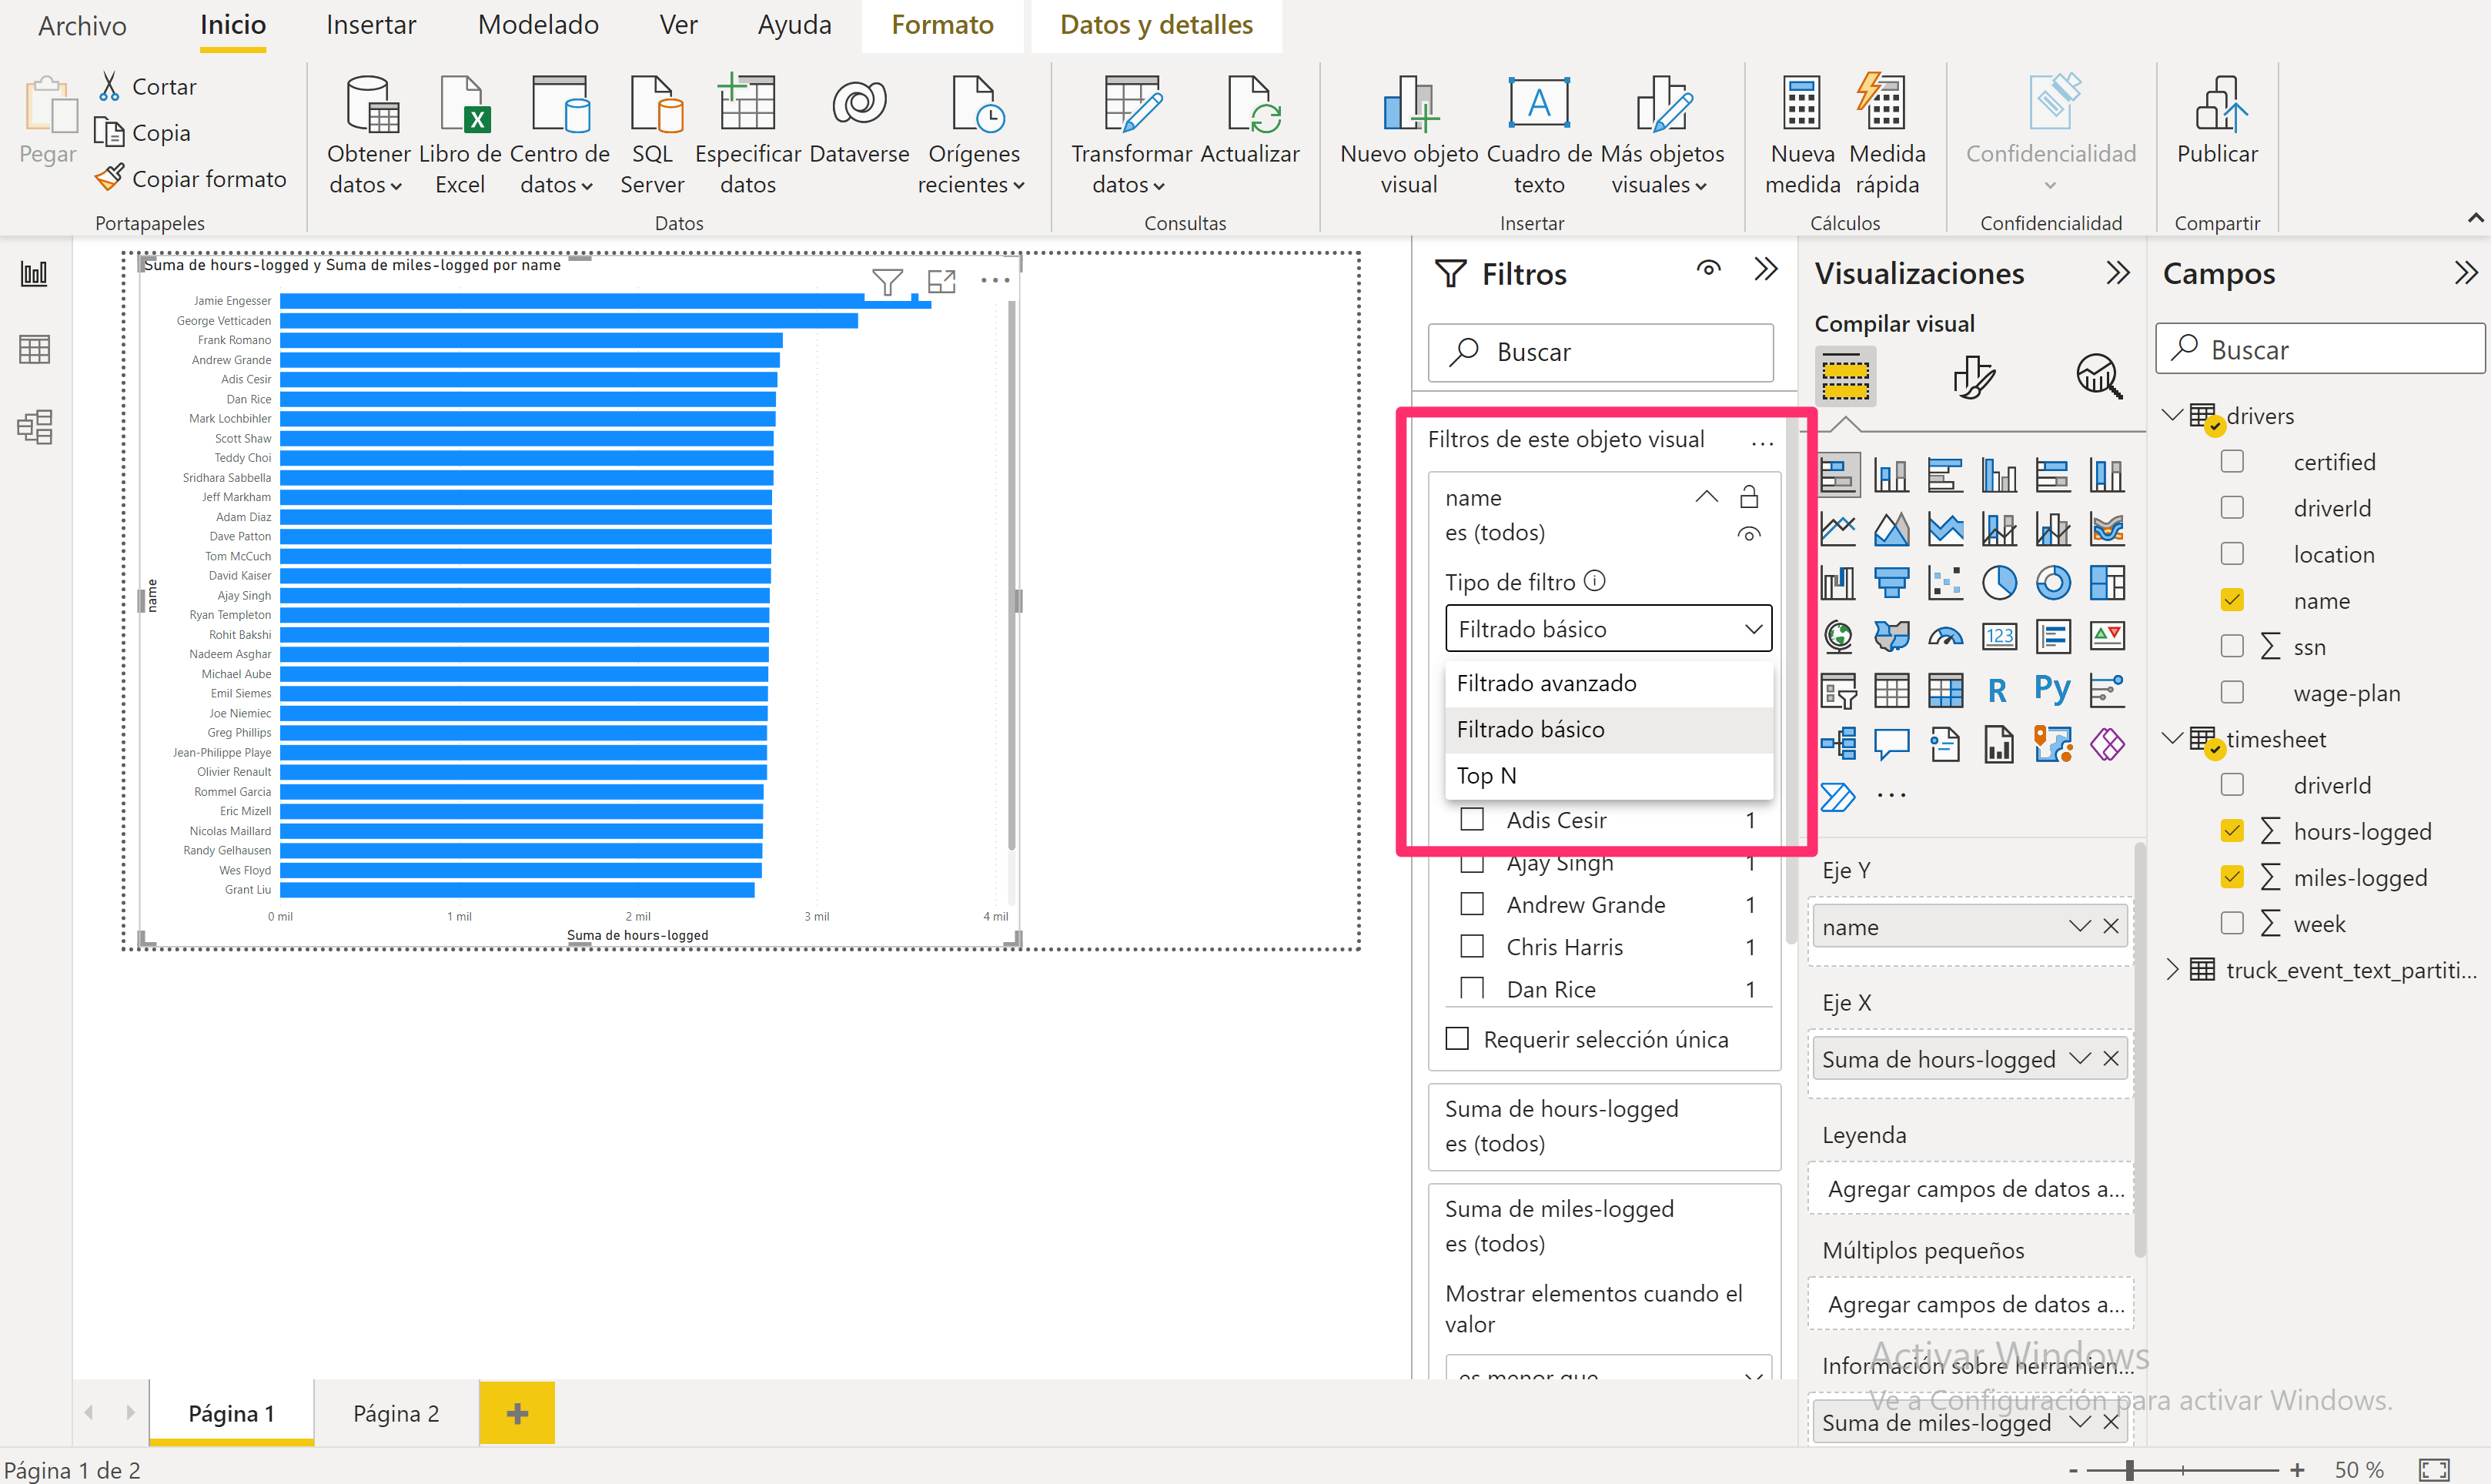 Archivo
Inicio
Insertar
Modelado
Ver
Ayuda
Formato
Datos y detalles
Pegar
Cortar
Copia
Copiar formato
Portapapeles
Obtener datos
Libro de Excel
Centro de datos
SQL Server
Especificar datos
Dataverse
Orígenes recientes
Datos
Transformar datos
Actualizar
Consultas
Nuevo objeto visual
Cuadro de texto
Más objetos visuales
Insertar
Nueva medida
Medida rápida
Cálculos
Confidencialidad
Confidencialidad
Publicar
Compartir
Suma de hours-logged y Suma de miles-logged por name
name
Jamie Engesser
George Vetticaden
Frank Romano
Andrew Grande
Adis Cesir
Dan Rice
Mark Lochbihler
Scott Shaw
Teddy Choi
Sridhara Sabbella
Jeff Markham
Adam Diaz
Dave Patton
Tom McCuch
David Kaiser
Ajay Singh
Ryan Templeton
Rohit Bakshi
Nadeem Asghar
Michael Aube
Emil Siemes
Joe Niemiec
Greg Phillips
Jean-Philippe Playe
Olivier Renault
Rommel Garcia
Eric Mizell
Nicolas Maillard
Randy Gelhausen
Wes Floyd
Grant Liu
0 mil 1 mil 2 mil 3 mil 4 mil
Suma de hours-logged
Filtros
Buscar
Filtros de este objeto visual ...
name
es (todos)
Tipo de filtro
Filtrado básico
Filtrado avanzado
Filtrado básico
Top N
Adis Cesir 1
Ajay Singh 1
Andrew Grande 1
Chris Harris 1
Dan Rice 1
Requerir selección única
Suma de hours-logged
es (todos)
Suma de miles-logged
es (todos)
Mostrar elementos cuando el
valor
es menor que
Visualizaciones
Compilar visual
123
R
Py
...
Eje Y
name
Eje X
Suma de hours-logged
Leyenda
Agregar campos de datos a...
Múltiplos pequeños
Agregar campos de datos a...
Información sobre herramien...
Suma de miles-logged
Campos
Buscar
drivers
certified
driverId
location
name
ssn
wage-plan
timesheet
driverId
hours-logged
miles-logged
week
truck_event_text_partiti...
Activar Windows
Ve a Configuración para activar Windows.
Página 1
Página 2
Página 1 de 2
- + 50 %